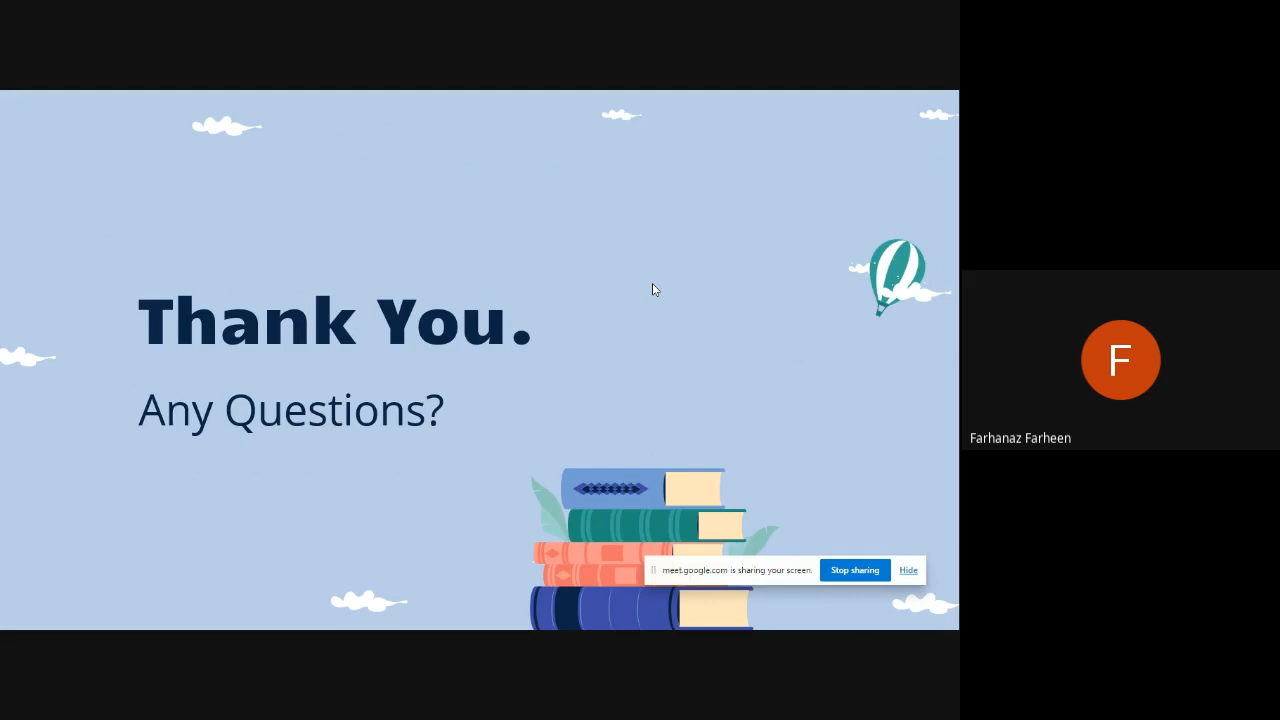 Thank You.
Any Questions?
meet.google.com is sharing your screen.
Stop sharing
Hide
F
Farhanaz Farheen